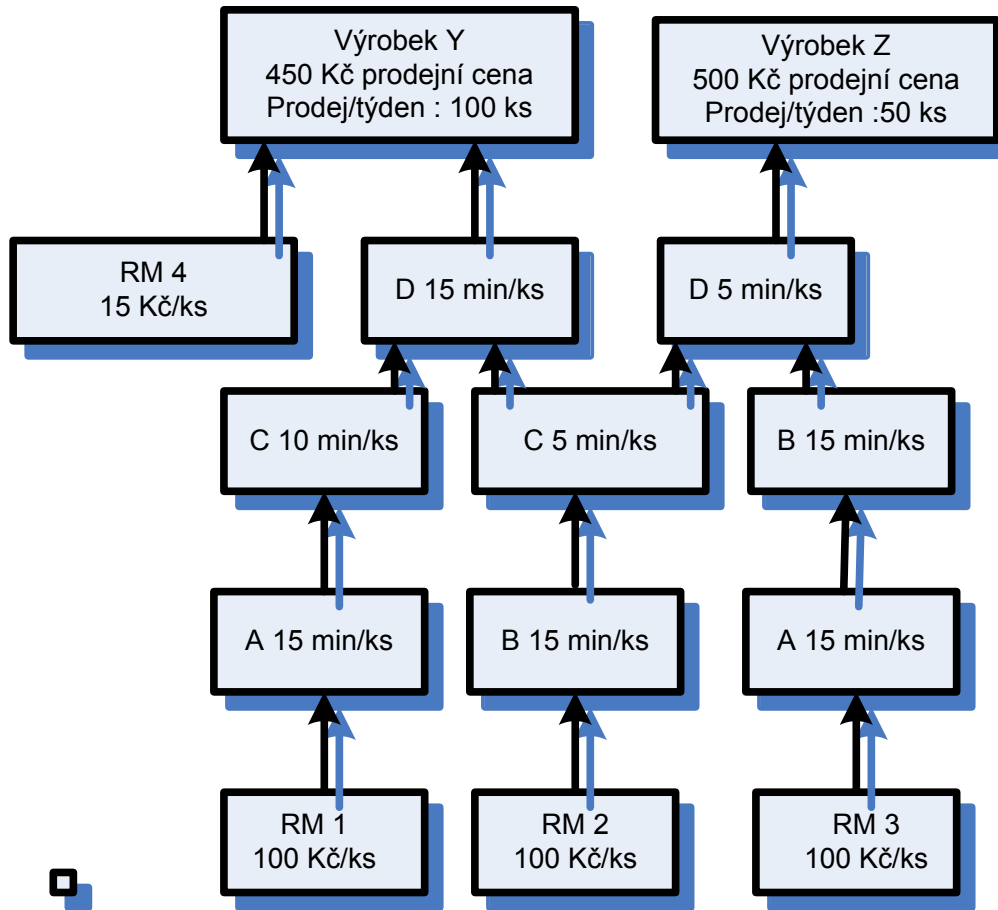 Výrobek Y
450 Kč prodejní cena
Prodej/týden : 100 ks
Výrobek Z
500 Kč prodejní cena
Prodej/týden :50 ks
RM 4
15 Kč/ks
D 15 min/ks
D 5 min/ks
C 10 min/ks
C 5 min/ks
B 15 min/ks
A 15 min/ks
B 15 min/ks
A 15 min/ks
RM 1
100 Kč/ks
RM 2
100 Kč/ks
RM 3
100 Kč/ks